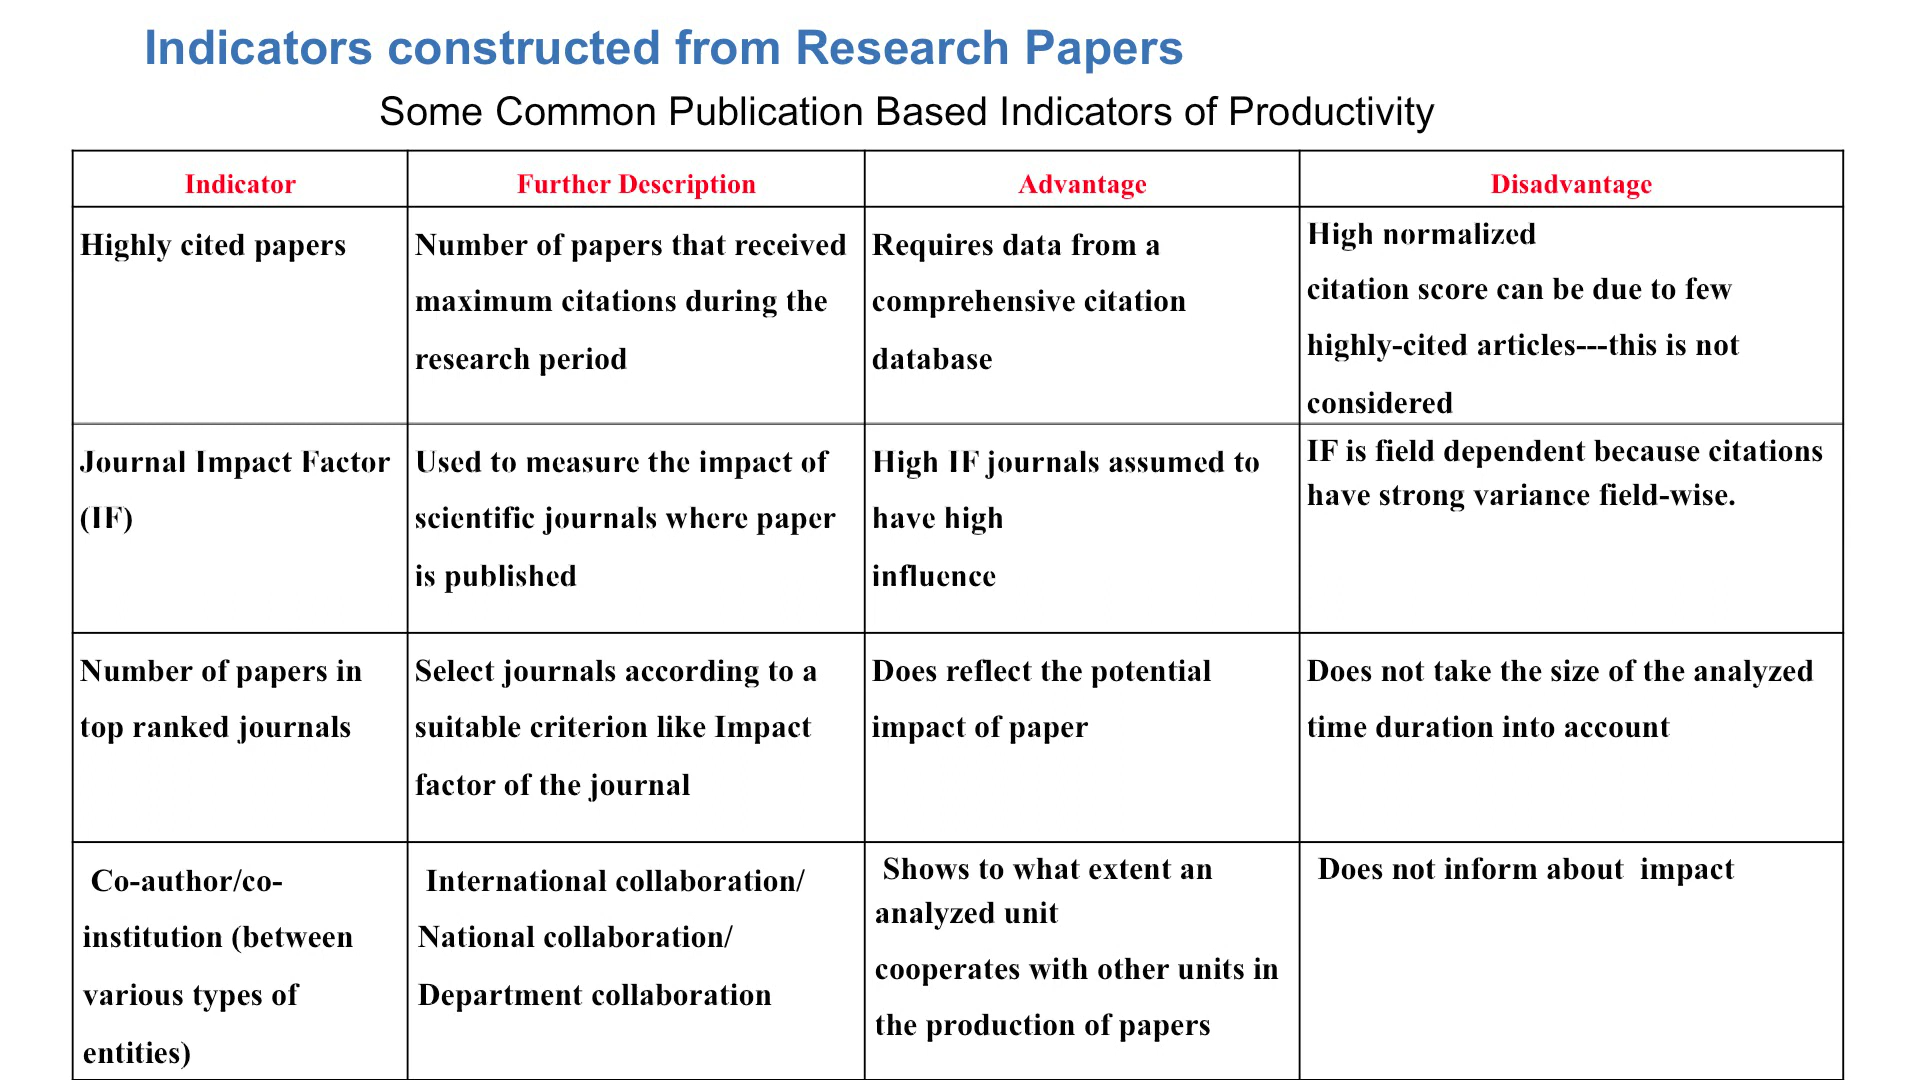 Indicators constructed from Research Papers
Some Common Publication Based Indicators of Productivity
Indicator
Further Description
Advantage
Disadvantage
Highly cited papers
Number of papers that received
maximum citations during the
research period
Requires data from a
comprehensive citation
database
High normalized
citation score can be due to few
highly-cited articles---this is not
considered
Journal Impact Factor
(IF)
Used to measure the impact of
scientific journals where paper
is published
High IF journals assumed to
have high
influence
IF is field dependent because citations
have strong variance field-wise.
Number of papers in
top ranked journals
Select journals according to a
suitable criterion like Impact
factor of the journal
Does reflect the potential
impact of paper
Does not take the size of the analyzed
time duration into account
Co-author/co-
institution (between
various types of
entities)
International collaboration/
National collaboration/
Department collaboration
Shows to what extent an
analyzed unit
cooperates with other units in
the production of papers
Does not inform about  impact